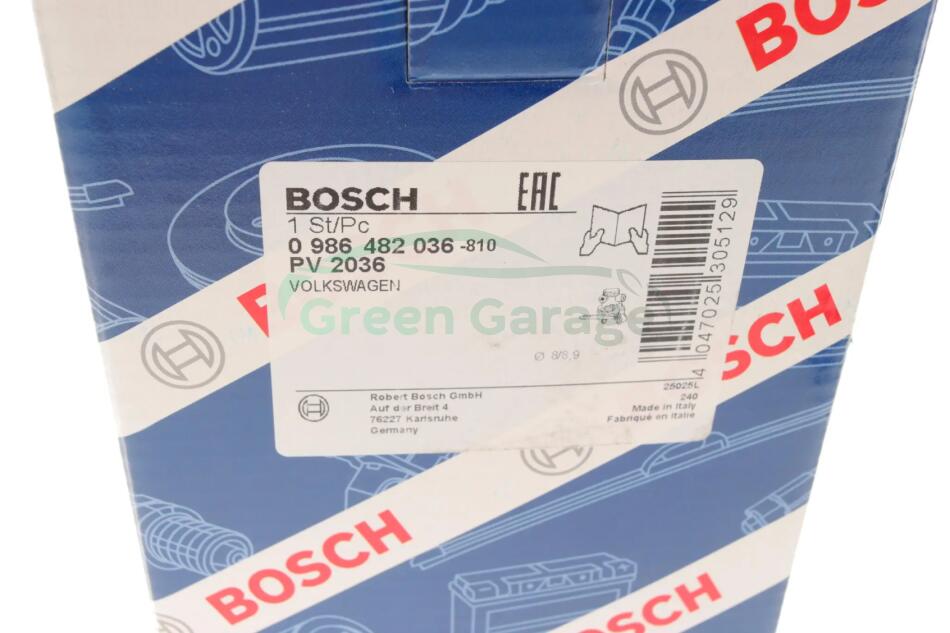 BOSCH
BOSCH EAC
1 St/Pc
0 986 482 036 -810
PV 2036
VOLKSWAGEN
Green Garage
Ø 8/8,9
4 047025 305129
Robert Bosch GmbH
Auf der Breit 4
76227 Karlsruhe
Germany
25025L
240
Made in Italy
Fabriqué en Italie
BOSCH
BOSCH